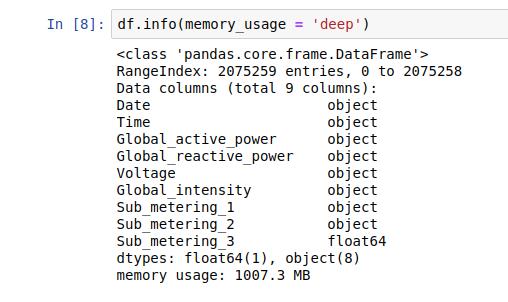 In [8]: df.info(memory_usage = 'deep')
<class 'pandas.core.frame.DataFrame'>
RangeIndex: 2075259 entries, 0 to 2075258
Data columns (total 9 columns):
Date                     object
Time                     object
Global_active_power      object
Global_reactive_power    object
Voltage                  object
Global_intensity         object
Sub_metering_1           object
Sub_metering_2           object
Sub_metering_3           float64
dtypes: float64(1), object(8)
memory usage: 1007.3 MB